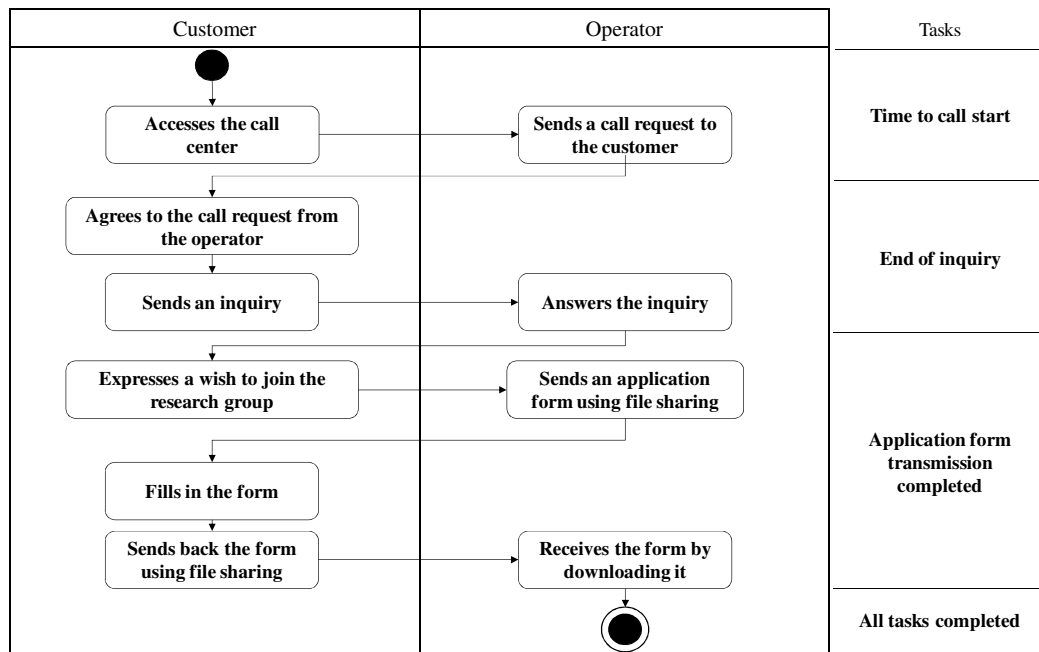 Customer
Operator
Tasks
Accesses the call
center
Sends a call request to
the customer
Time to call start
Agrees to the call request from
the operator
End of inquiry
Sends an inquiry
Answers the inquiry
Expresses a wish to join the
research group
Sends an application
form using file sharing
Application form
transmission
completed
Fills in the form
Sends back the form
using file sharing
Receives the form by
downloading it
All tasks completed